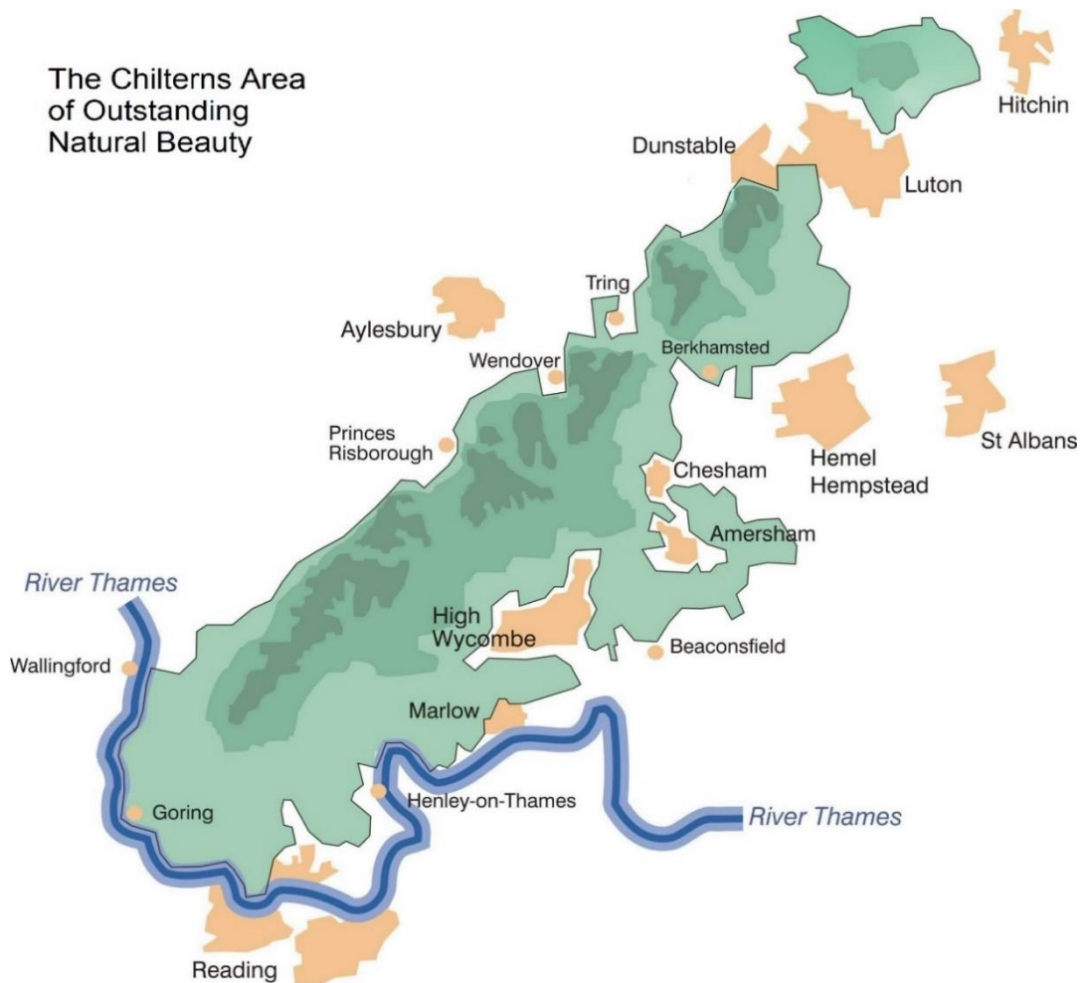 The Chilterns Area
of Outstanding
Natural Beauty
Hitchin
Dunstable
Luton
Tring
Aylesbury
Wendover
Berkhamsted
Princes
Risborough
St Albans
Chesham
Hemel
Hempstead
Amersham
River Thames
High
Wycombe
Beaconsfield
Wallingford
Marlow
Henley-on-Thames
Goring
River Thames
Reading